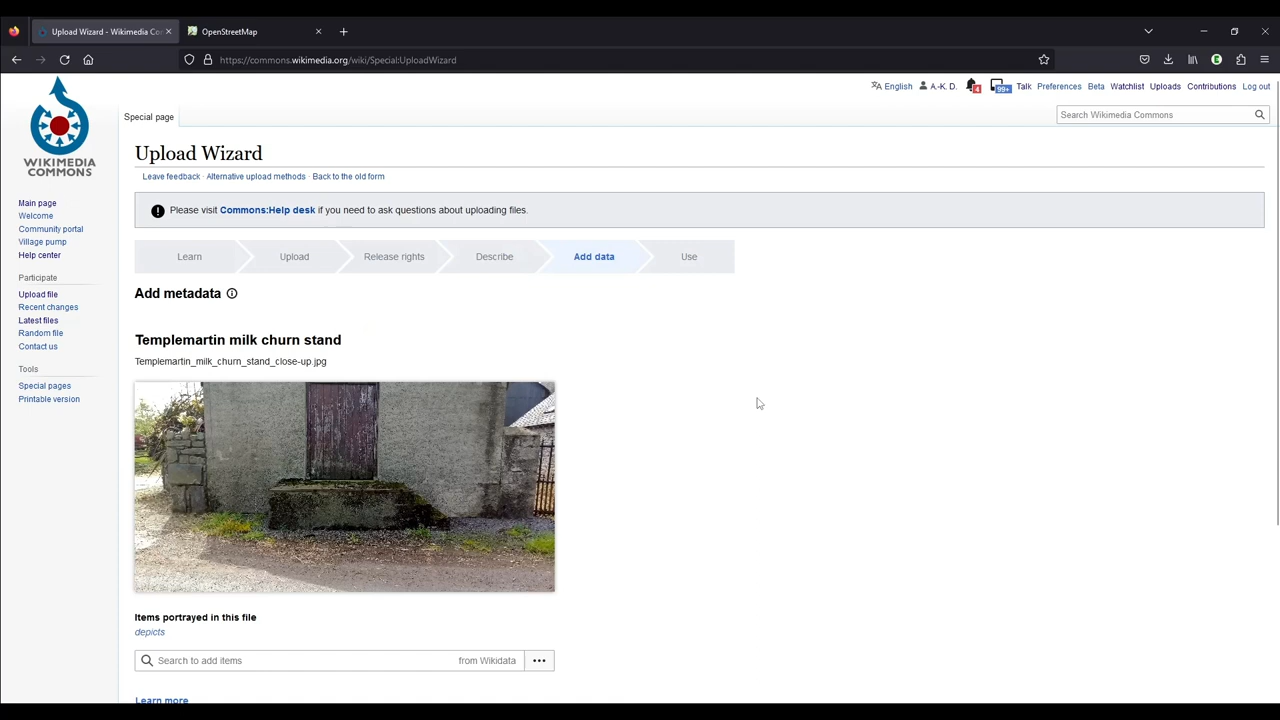 Upload Wizard - Wikimedia Co
OpenStreetMap
https://commons.wikimedia.org/wiki/Special:UploadWizard
English A.-K. D. 4 99+ Talk Preferences Beta Watchlist Uploads Contributions Log out
Special page
Search Wikimedia Commons
WIKIMEDIA
COMMONS
Main page
Welcome
Community portal
Village pump
Help center
Participate
Upload file
Recent changes
Latest files
Random file
Contact us
Tools
Special pages
Printable version
Upload Wizard
Leave feedback · Alternative upload methods · Back to the old form
Please visit Commons:Help desk if you need to ask questions about uploading files.
Learn Upload Release rights Describe Add data Use
Add metadata
Templemartin milk churn stand
Templemartin_milk_churn_stand_close-up.jpg
Items portrayed in this file
depicts
Search to add items from Wikidata
Learn more